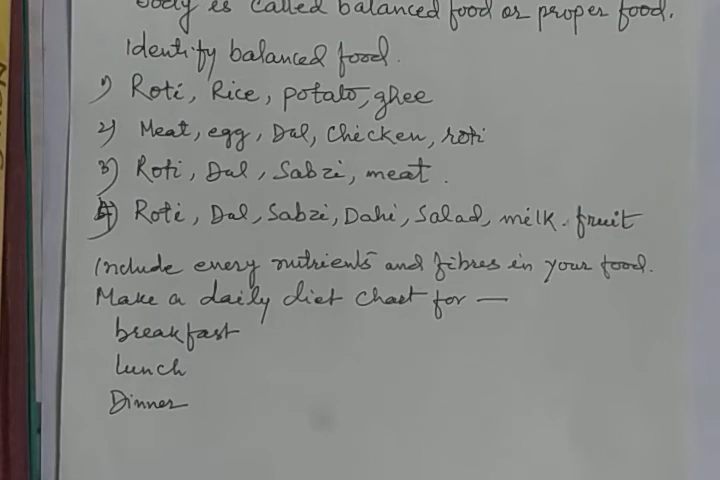 body is called balanced food or proper food.
Identify balanced food.
1) Roti, Rice, potato, ghee
2) Meat, egg, Dal, chicken, roti
3) Roti, Dal, Sabzi, meat.
4) Roti, Dal, Sabzi, Dahi, Salad, milk. fruit
Include every nutrients and fibres in your food.
Make a daily diet chart for —
breakfast
lunch
Dinner